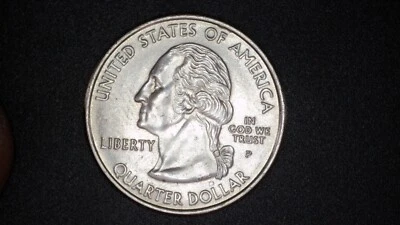 UNITED STATES OF AMERICA
LIBERTY
IN
GOD WE
TRUST
P
QUARTER DOLLAR